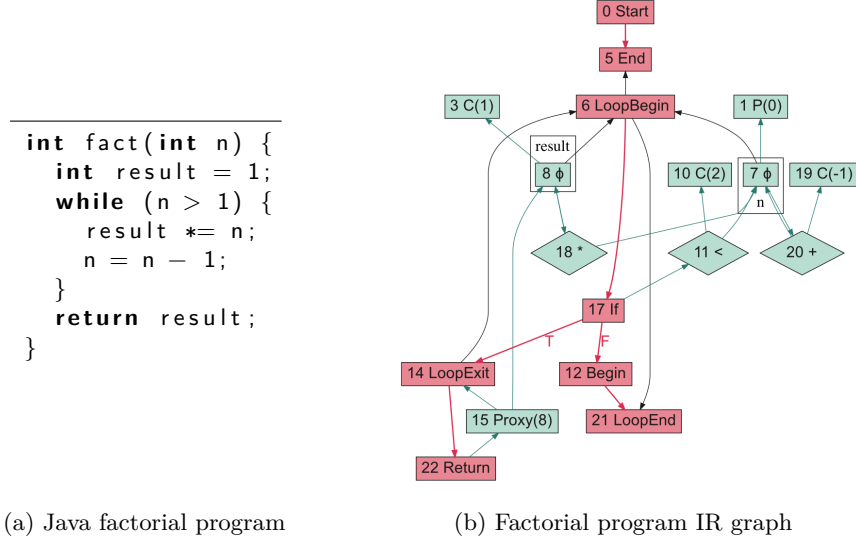 int fact(int n) {
int result = 1;
while (n > 1) {
result *= n;
n = n - 1;
}
return result;
}
(a) Java factorial program
0 Start
5 End
3 C(1)
6 LoopBegin
1 P(0)
result
8 ϕ
10 C(2)
7 ϕ
19 C(-1)
n
18 *
11 <
20 +
17 If
T
F
14 LoopExit
12 Begin
15 Proxy(8)
21 LoopEnd
22 Return
(b) Factorial program IR graph